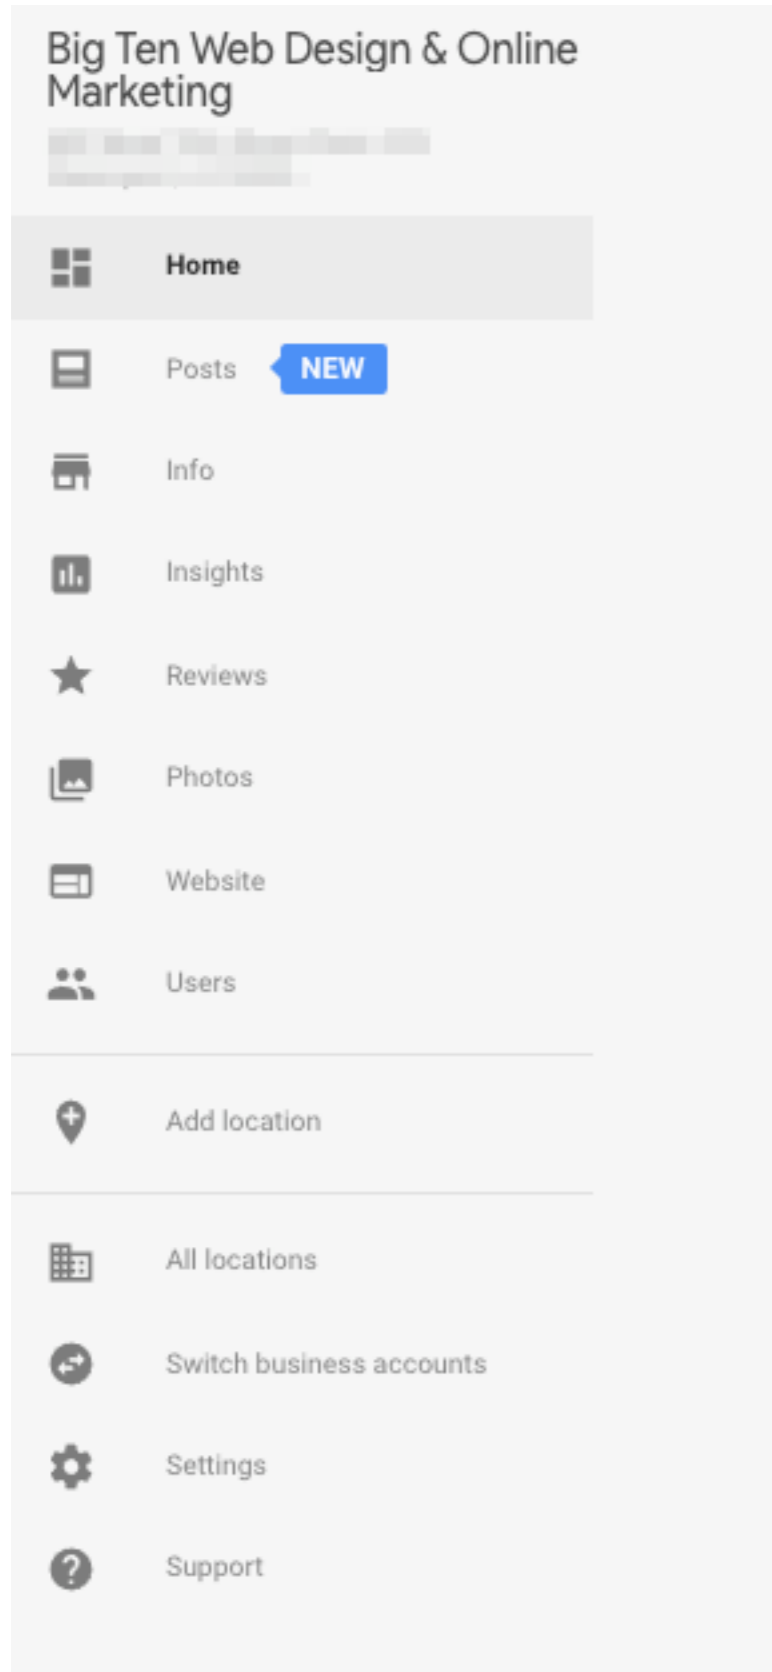 Big Ten Web Design & Online
Marketing
Home
Posts NEW
Info
Insights
Reviews
Photos
Website
Users
Add location
All locations
Switch business accounts
Settings
Support